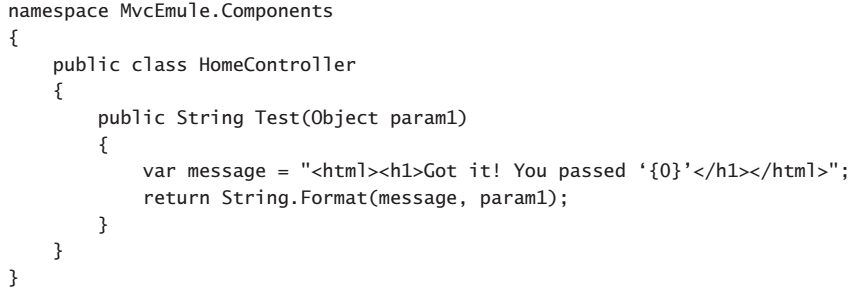 namespace MvcEmule.Components
{
    public class HomeController
    {
        public String Test(Object param1)
        {
            var message = "<html><h1>Got it! You passed ‘{0}’</h1></html>";
            return String.Format(message, param1);
        }
    }
}